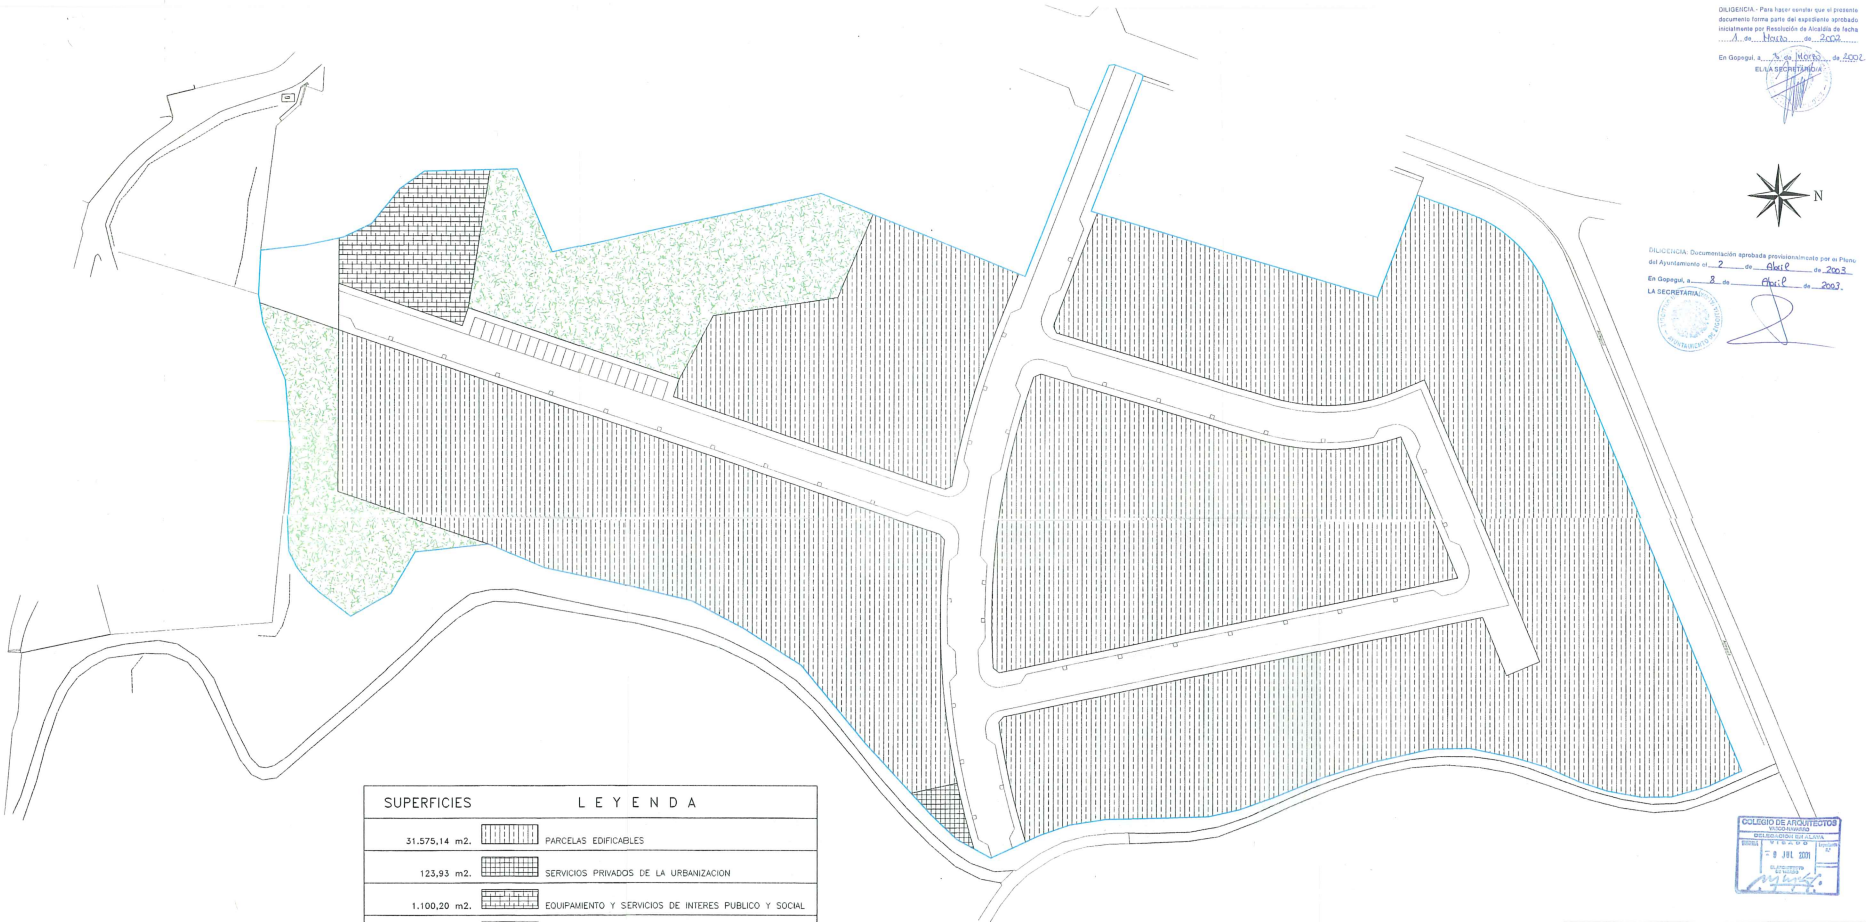 DILIGENCIA.- Para hacer constar que el presente
documento forma parte del expediente aprobado
inicialmente por Resolución de Alcaldía de fecha
1 de Marzo de 2002
En Gopegui, a de Marzo de 2002
EL/LA SECRETARIO/A
N
DILIGENCIA: Documentación aprobada provisionalmente por el Pleno
del Ayuntamiento el 2 de Abril de 2003
En Gopegui, a 8 de Abril de 2003.
LA SECRETARIA:
SUPERFICIES LEYENDA
31.575,14 m2. PARCELAS EDIFICABLES
123,93 m2. SERVICIOS PRIVADOS DE LA URBANIZACION
1.100,20 m2. EQUIPAMIENTO Y SERVICIOS DE INTERES PUBLICO Y SOCIAL
COLEGIO DE ARQUITECTOS
VASCO-NAVARRO
DELEGACION EN ALAVA
VISADO
JUL 2001